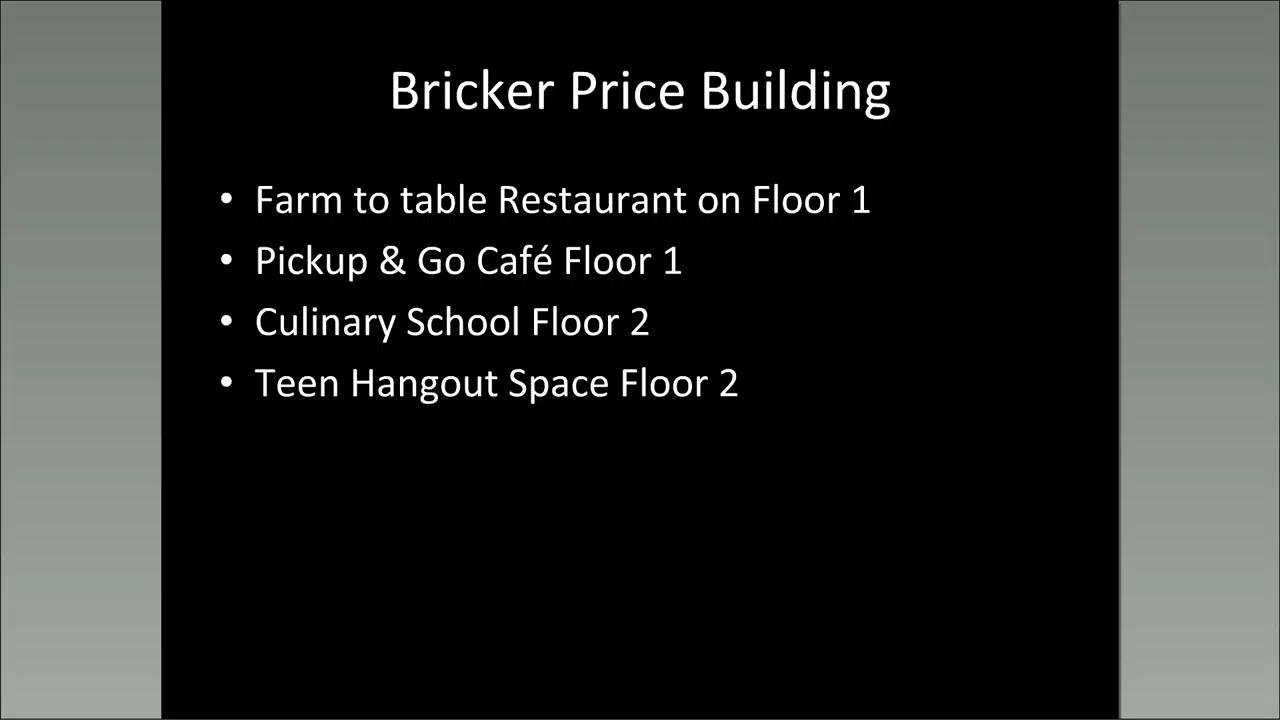 Bricker Price Building
• Farm to table Restaurant on Floor 1
• Pickup & Go Café Floor 1
• Culinary School Floor 2
• Teen Hangout Space Floor 2